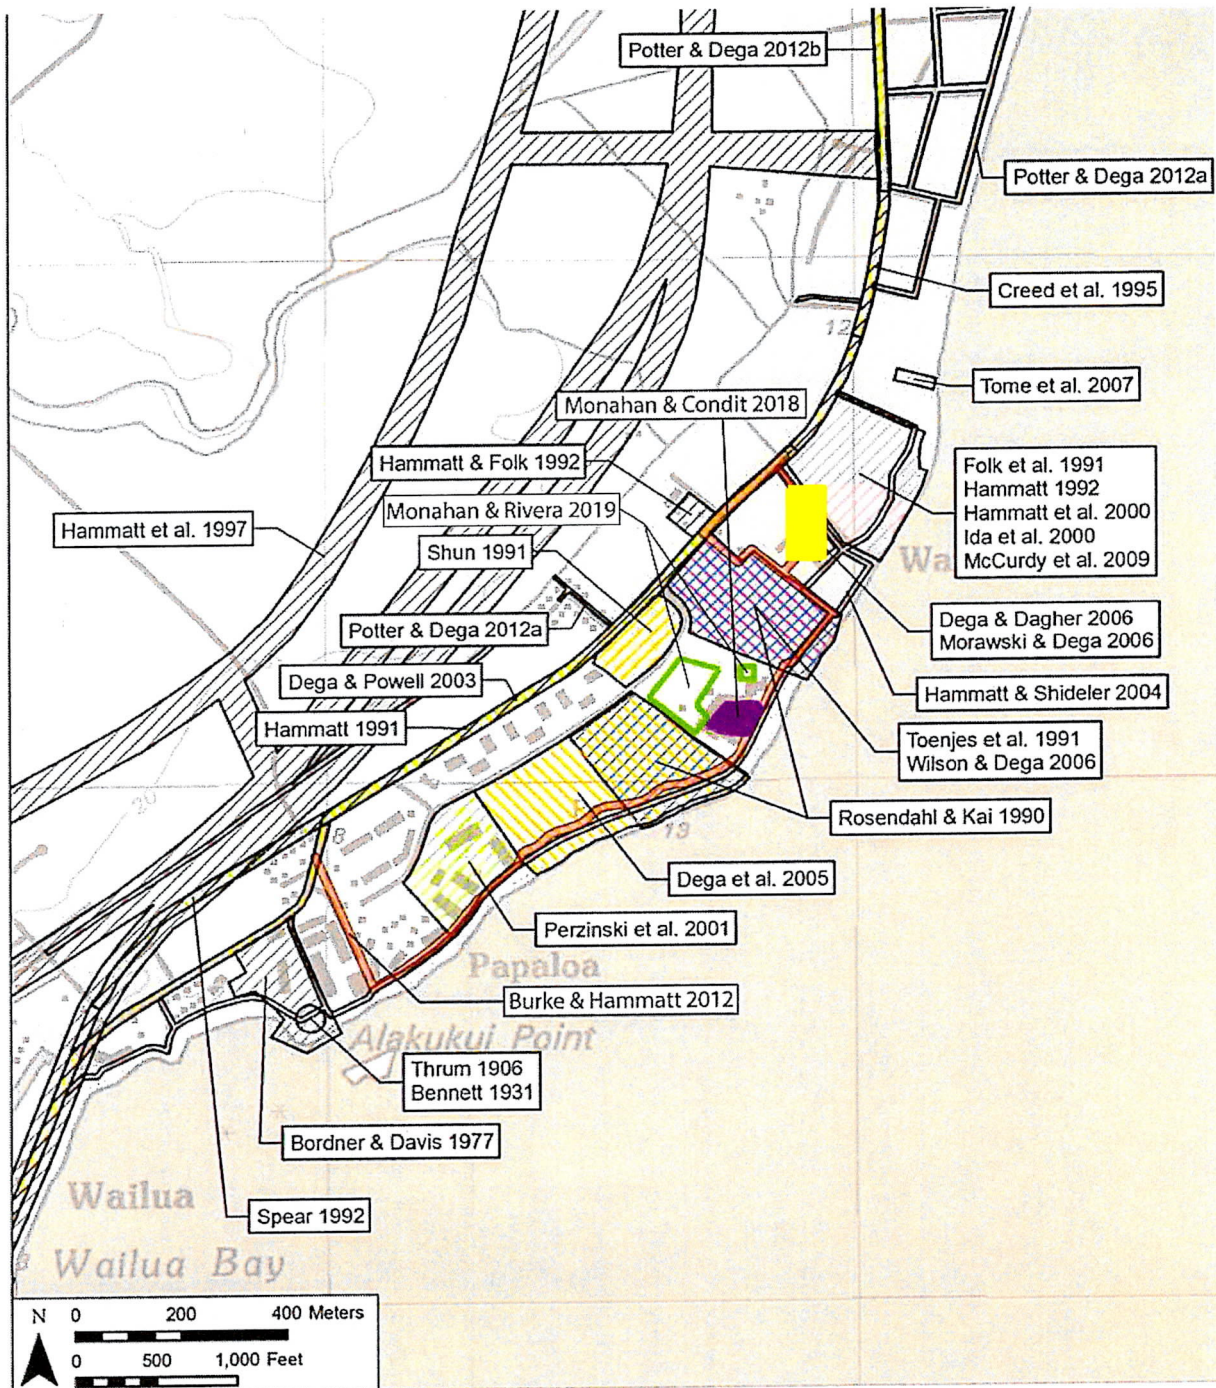 Potter & Dega 2012b
Potter & Dega 2012a
Creed et al. 1995
12
Tome et al. 2007
Monahan & Condit 2018
Hammatt & Folk 1992
Folk et al. 1991
Hammatt 1992
Hammatt et al. 2000
Ida et al. 2000
McCurdy et al. 2009
Monahan & Rivera 2019
Hammatt et al. 1997
Shun 1991
Wa
Potter & Dega 2012a
Dega & Dagher 2006
Morawski & Dega 2006
Dega & Powell 2003
Hammatt & Shideler 2004
Hammatt 1991
Toenjes et al. 1991
Wilson & Dega 2006
30
Rosendahl & Kai 1990
13
Dega et al. 2005
Perzinski et al. 2001
Papaloa
Burke & Hammatt 2012
Alakukui Point
Thrum 1906
Bennett 1931
Bordner & Davis 1977
Wailua
Spear 1992
Wailua Bay
N
0 200 400 Meters
0 500 1,000 Feet